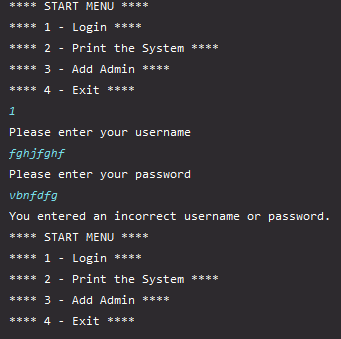 **** START MENU ****
**** 1 - Login ****
**** 2 - Print the System ****
**** 3 - Add Admin ****
**** 4 - Exit ****
1
Please enter your username
fghjfghf
Please enter your password
vbnfdfg
You entered an incorrect username or password.
**** START MENU ****
**** 1 - Login ****
**** 2 - Print the System ****
**** 3 - Add Admin ****
**** 4 - Exit ****